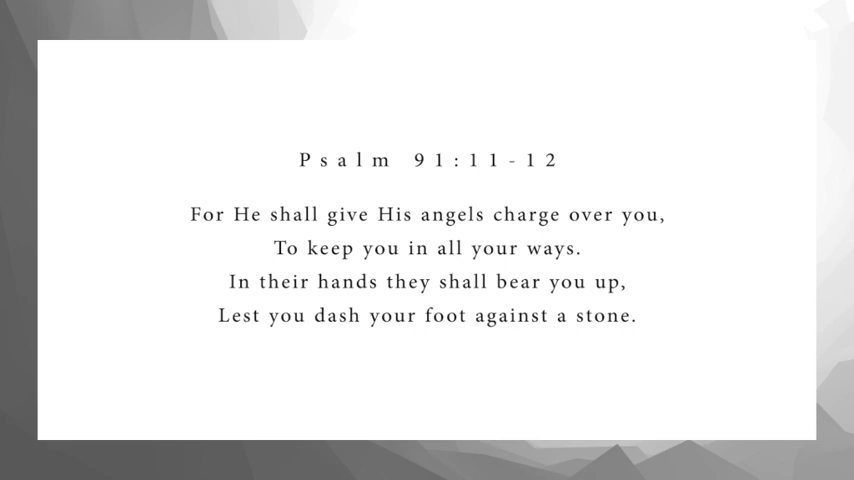 Psalm 91:11-12
For He shall give His angels charge over you,
To keep you in all your ways.
In their hands they shall bear you up,
Lest you dash your foot against a stone.